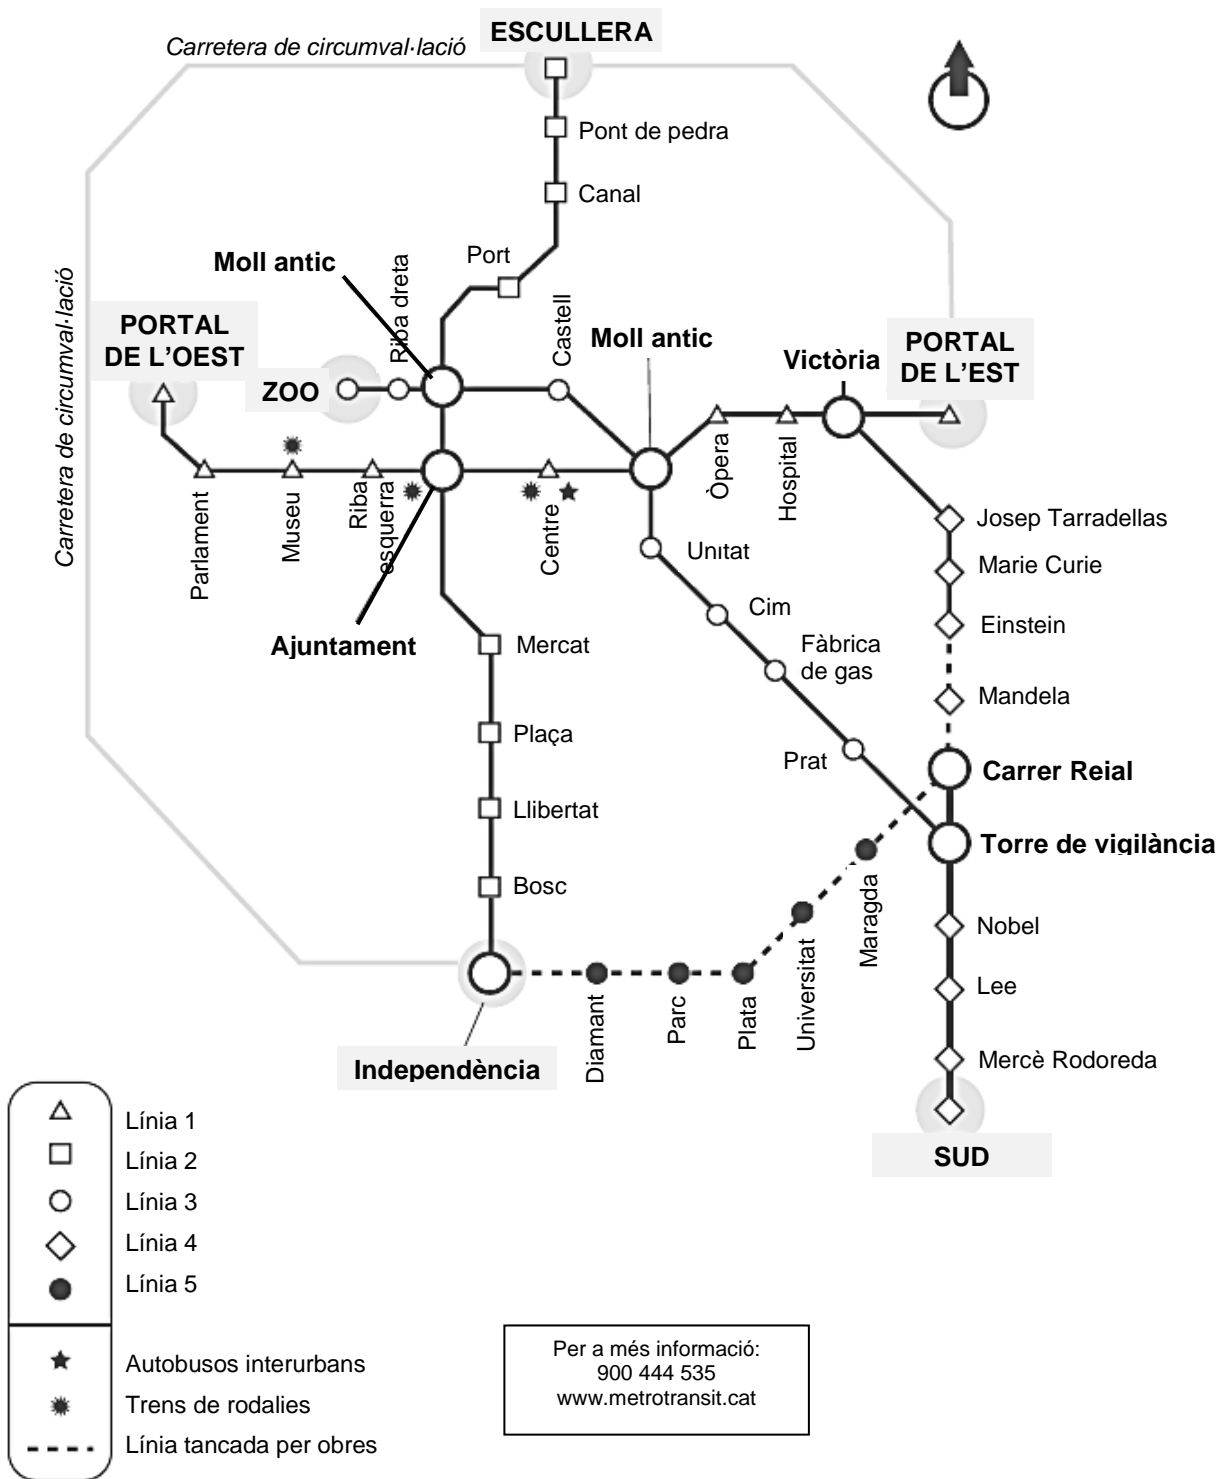 ESCULLERA
Carretera de circumval·lació
Pont de pedra
Canal
Port
Moll antic
Riba dreta
Castell
Carretera de circumval·lació
PORTAL
DE L'OEST
ZOO
Moll antic
Victòria
PORTAL
DE L'EST
Parlament
Museu
Riba
esquerra
Centre
Òpera
Hospital
Josep Tarradellas
Marie Curie
Einstein
Mandela
Unitat
Cim
Fàbrica
de gas
Prat
Ajuntament
Mercat
Plaça
Llibertat
Bosc
Carrer Reial
Torre de vigilància
Maragda
Universitat
Plata
Parc
Diamant
Nobel
Lee
Mercè Rodoreda
Independència
SUD
Línia 1
Línia 2
Línia 3
Línia 4
Línia 5
Autobusos interurbans
Trens de rodalies
Línia tancada per obres
Per a més informació:
900 444 535
www.metrotransit.cat